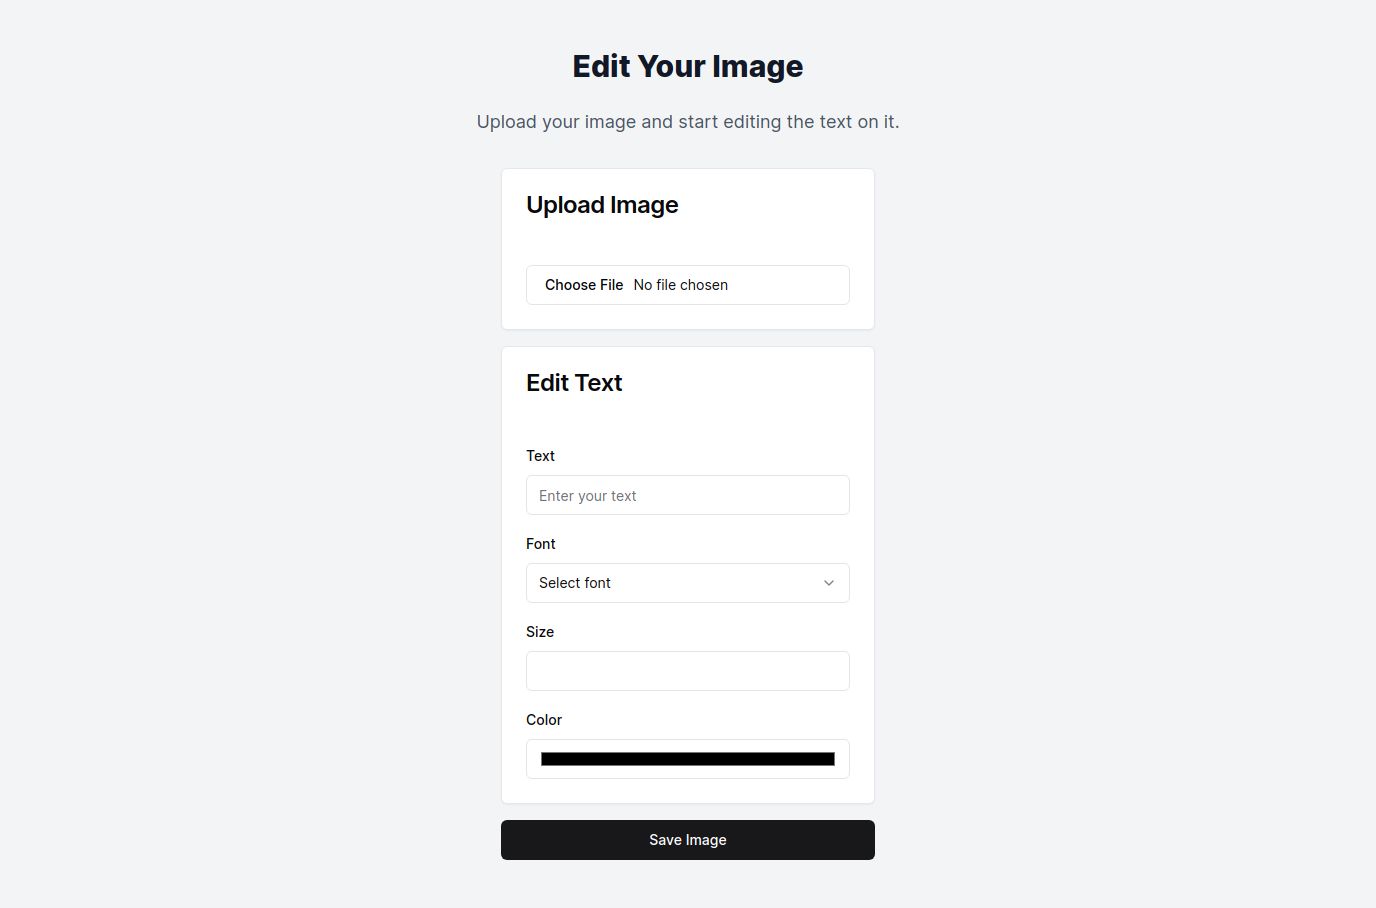 Edit Your Image
Upload your image and start editing the text on it.
Upload Image
Choose File No file chosen
Edit Text
Text
Enter your text
Font
Select font
Size
Color
Save Image